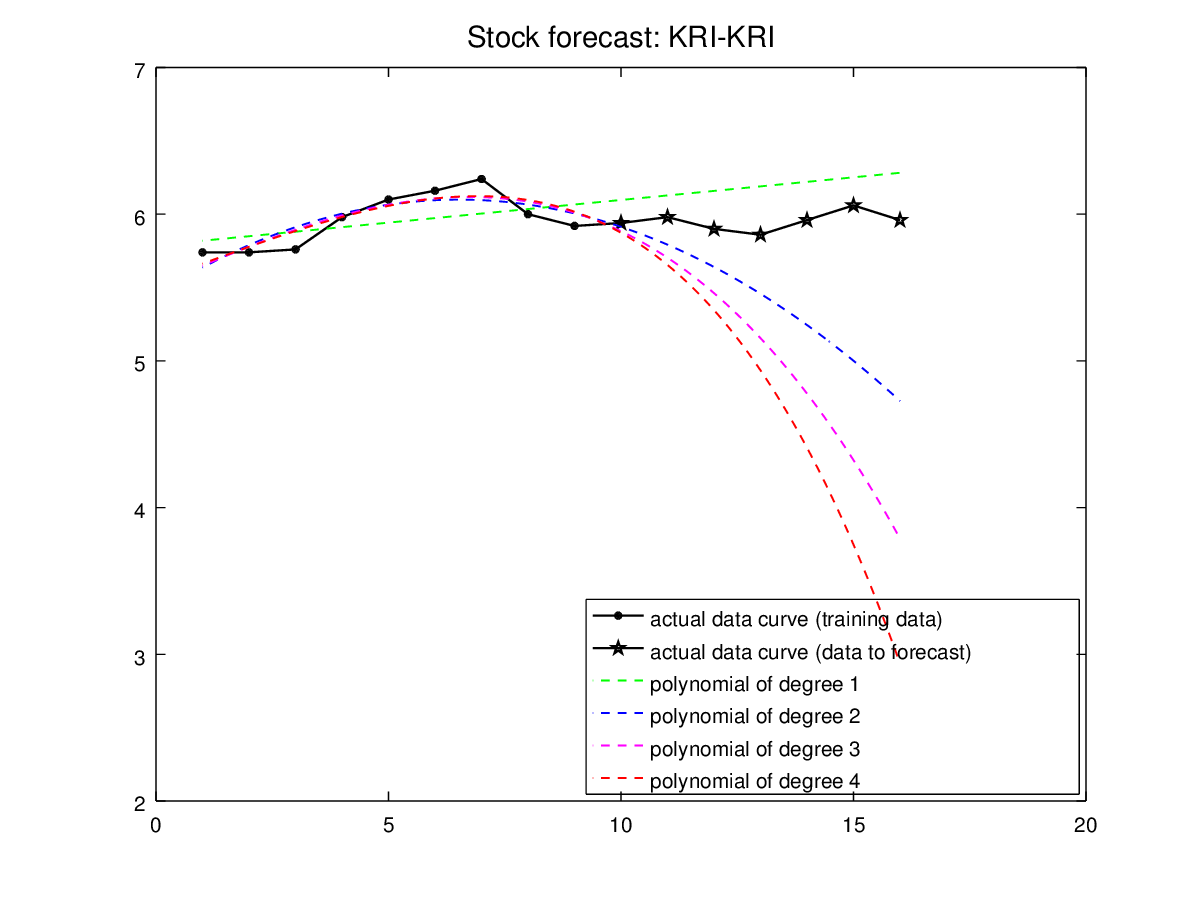 Stock forecast: KRI-KRI
7
6
5
4
3
2
0
5
10
15
20
actual data curve (training data)
actual data curve (data to forecast)
polynomial of degree 1
polynomial of degree 2
polynomial of degree 3
polynomial of degree 4